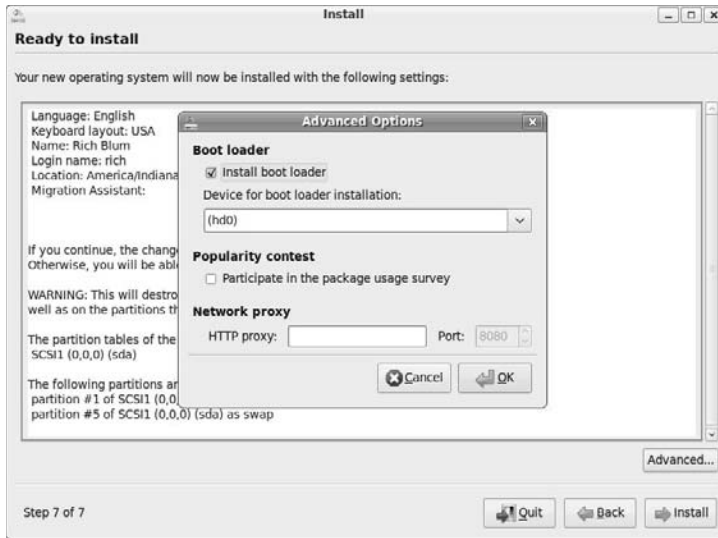 Install
Ready to install
Your new operating system will now be installed with the following settings:
Language: English
Keyboard layout: USA
Name: Rich Blum
Login name: rich
Location: America/Indiana
Migration Assistant:
If you continue, the chang
Otherwise, you will be abl
WARNING: This will destro
well as on the partitions th
The partition tables of the
SCSI1 (0,0,0) (sda)
The following partitions ar
partition #1 of SCSI1 (0,0,
partition #5 of SCSI1 (0,0,0) (sda) as swap
Advanced Options
Boot loader
Install boot loader
Device for boot loader installation:
(hd0)
Popularity contest
Participate in the package usage survey
Network proxy
HTTP proxy:
Port: 8080
Cancel
OK
Advanced...
Step 7 of 7
Quit
Back
Install